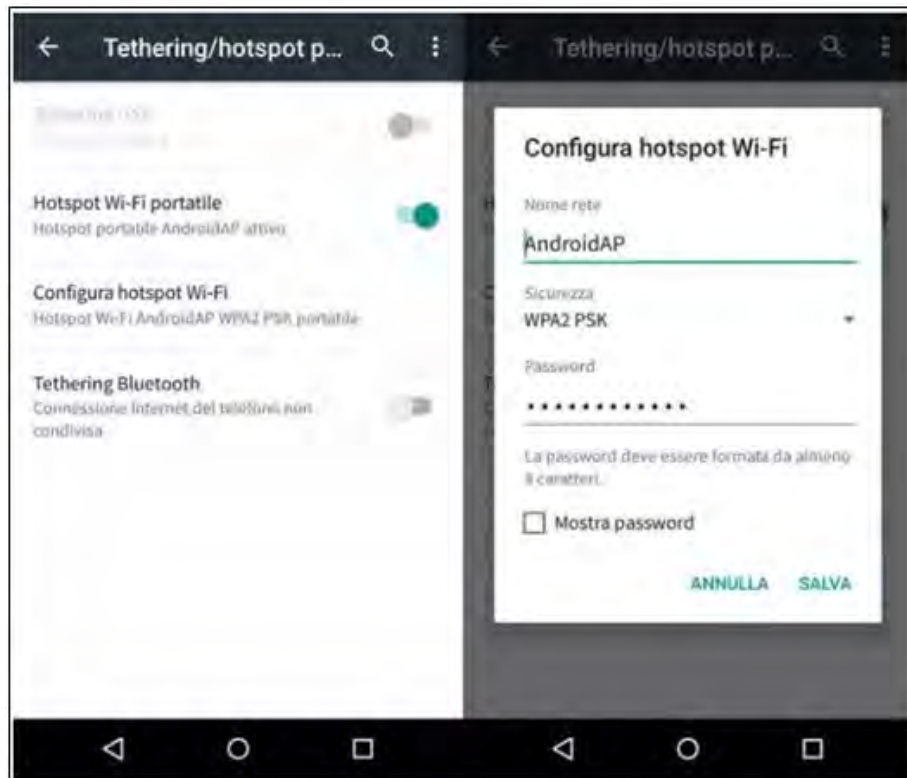 Tethering/hotspot p...
Hotspot Wi-Fi portatile
Hotspot portable AndroidAP attivo
Configura hotspot Wi-Fi
Hotspot Wi-Fi AndroidAP WPA2 PSK portatile
Tethering Bluetooth
Connessione Internet del telefono non
condivisa
Tethering/hotspot p...
Configura hotspot Wi-Fi
Nome rete
AndroidAP
Sicurezza
WPA2 PSK
Password
••••••••••••
La password deve essere formata da almeno
8 caratteri.
Mostra password
ANNULLA SALVA